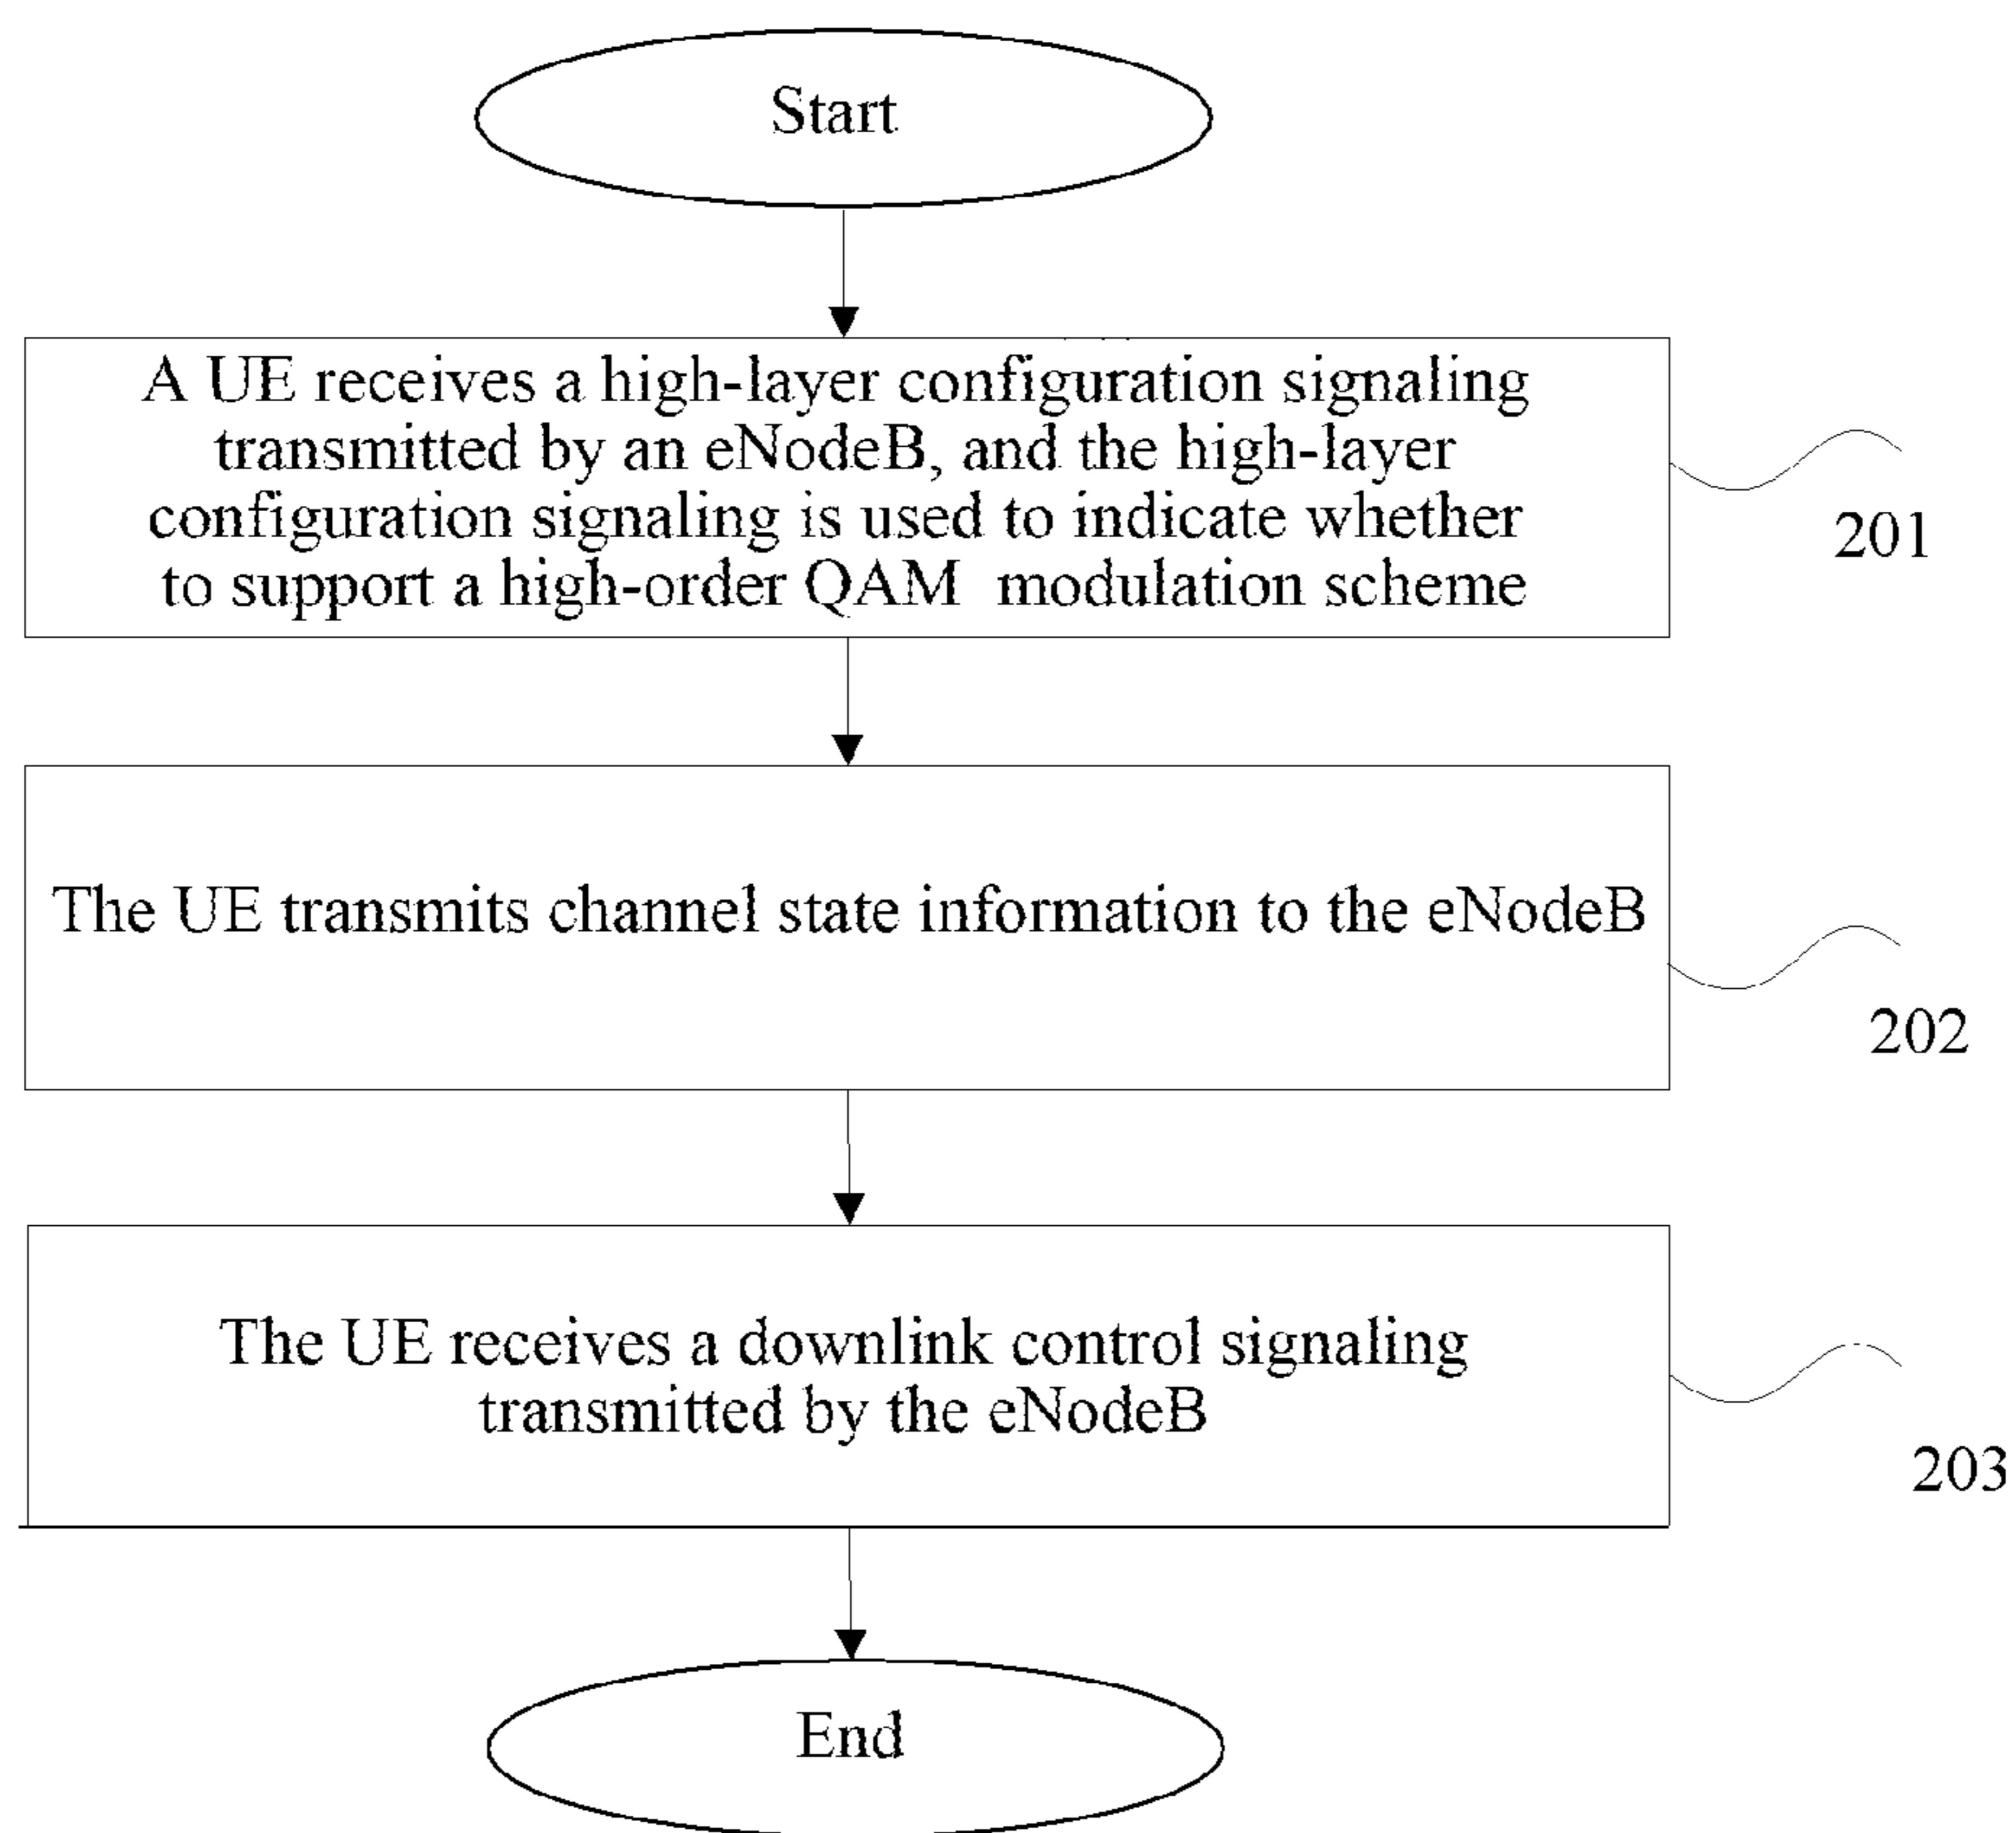 Start
A UE receives a high-layer configuration signaling
transmitted by an eNodeB, and the high-layer
configuration signaling is used to indicate whether
to support a high-order QAM modulation scheme
201
The UE transmits channel state information to the eNodeB
202
The UE receives a downlink control signaling
transmitted by the eNodeB
203
End